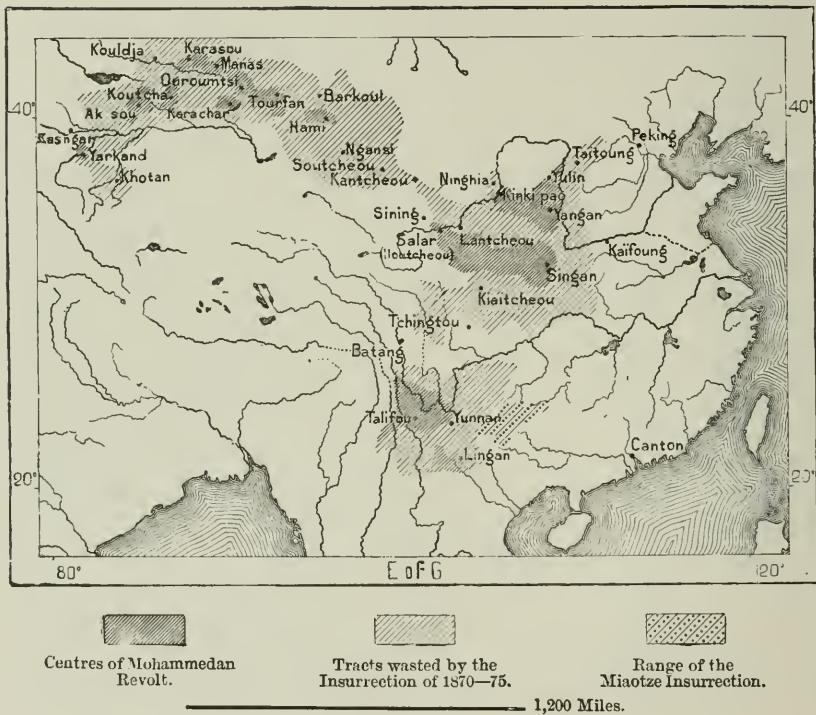 Kouldja
Karasou
Manas
Ouroumtsi
Koutcha
Tourfan
Barkoul
40°
40°
Ak sou
Karachar
Hami
Peking
Kasngar
Ngansi
Taitoung
Yarkand
Soutcheou
Khotan
Kantcheou
Ninghia
Yulin
Kinki pao
Sining
Yangan
Salar
(Houtcheou)
Lantcheou
Kaïfoung
Singan
Kiaitcheou
Tchingtou
Batang
Talifou
Yunnan
Lingan
Canton
20°
20°
80°
E of G
120°
Centres of Mohammedan
Revolt.
Tracts wasted by the
Insurrection of 1870—75.
Range of the
Miaotze Insurrection.
1,200 Miles.